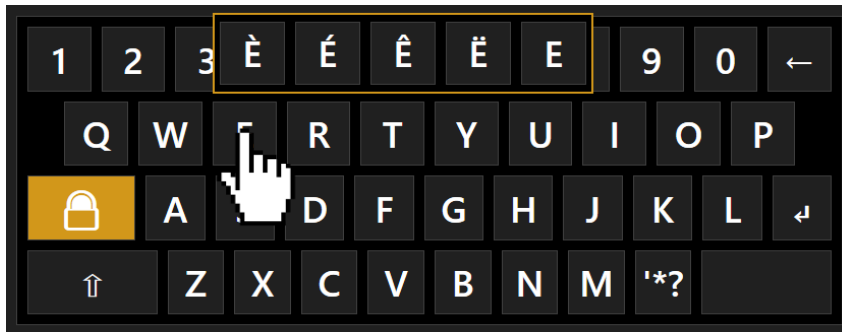 È É Ê Ë E
1 2 3 9 0 ←
Q W E R T Y U I O P
A D F G H J K L ↵
⇧ Z X C V B N M '*?